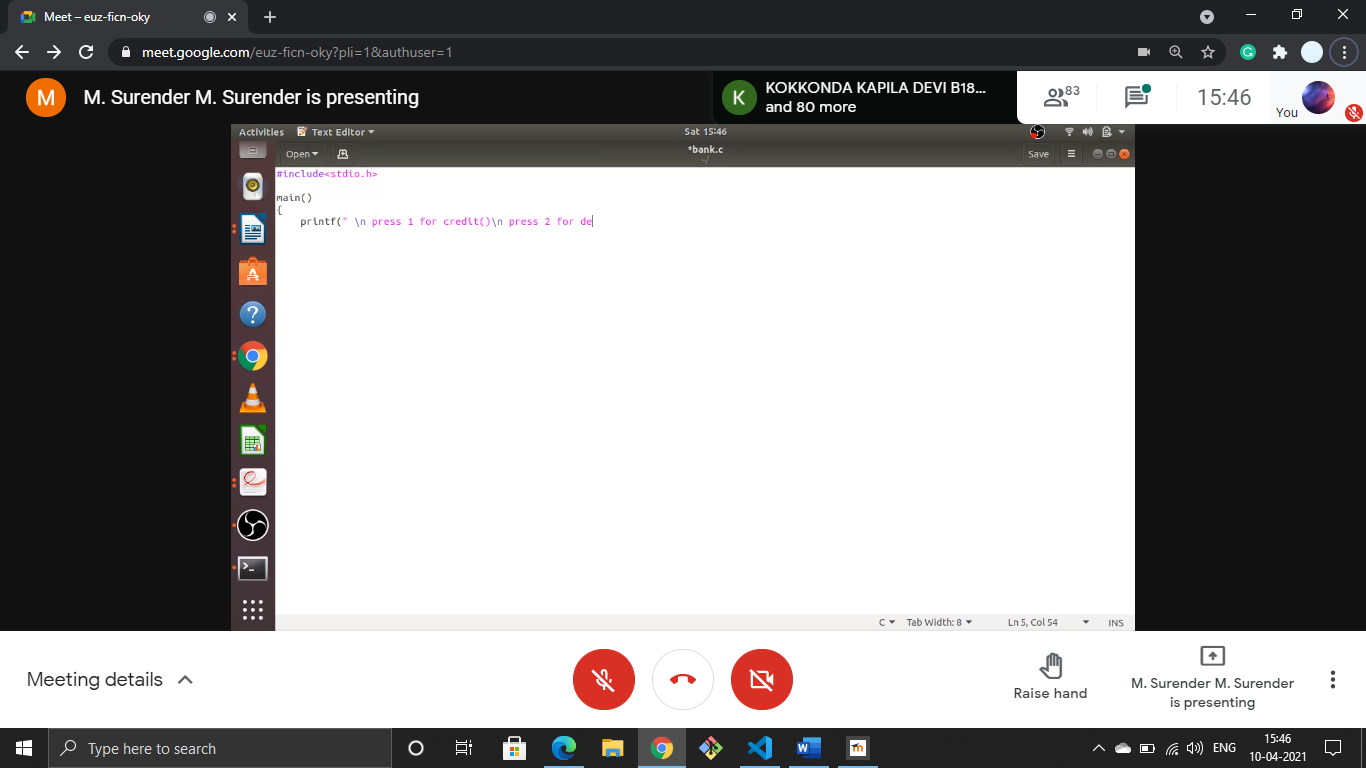 Meet – euz-ficn-oky
meet.google.com/euz-ficn-oky?pli=1&authuser=1
M
M. Surender M. Surender is presenting
K
KOKKONDA KAPILA DEVI B18...
and 80 more
83
15:46
You
Activities
Text Editor
Sat 15:46
Open
*bank.c
~/
Save
#include<stdio.h>
main()
{
printf(" \n press 1 for credit()\n press 2 for de
C
Tab Width: 8
Ln 5, Col 54
INS
Meeting details
Raise hand
M. Surender M. Surender
is presenting
Type here to search
ENG
15:46
10-04-2021